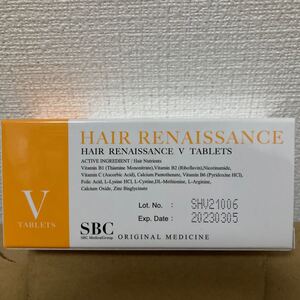 HAIR RENAISSANCE
HAIR RENAISSANCE V TABLETS
ACTIVE INGREDIENT : Hair Nutrients
Vitamin B1 (Thiamine Mononitrate),Vitamin B2 (Riboflavin),Nicotinamide,
Vitamin C (Ascorbic Acid), Calcium Pantothenate, Vitamin B6 (Pyridoxine HCl),
Folic Acid, L-Lysine HCl, L-Cystine,DL-Methionine, L-Arginine,
Calcium Oxide, Zinc Bisglycinate
V
TABLETS
Lot. No. : SHV21006
Exp. Date : 20230305
SBC
SBC MedicalGroup
ORIGINAL MEDICINE